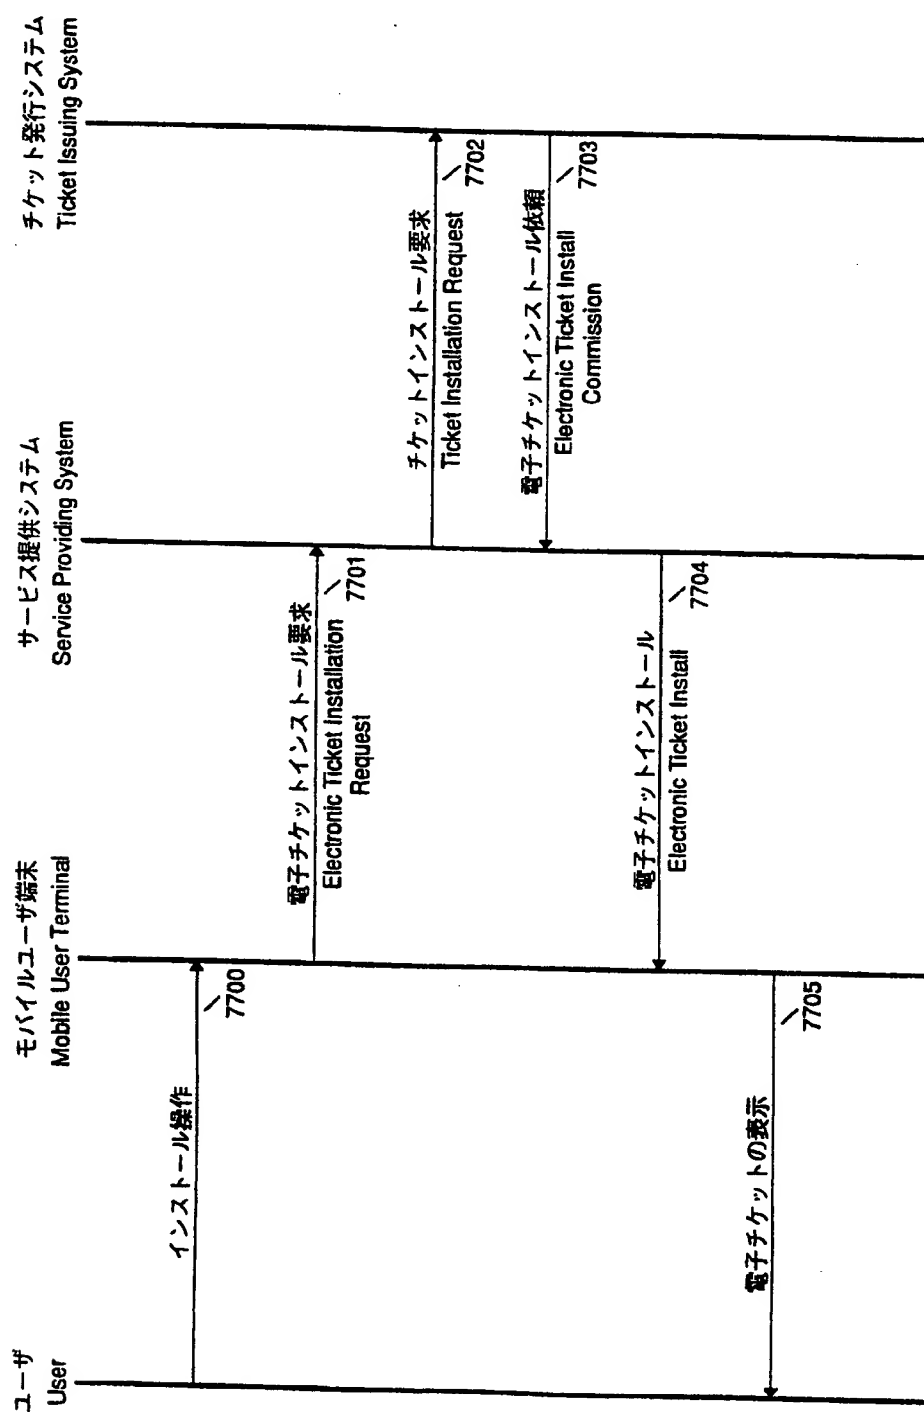 ユーザ
User
モバイルユーザ端末
Mobile User Terminal
サービス提供システム
Service Providing System
チケット発行システム
Ticket Issuing System
インストール操作
7700
電子チケットインストール要求
7701
Electronic Ticket Installation
Request
チケットインストール要求
7702
Ticket Installation Request
電子チケットインストール依頼
7703
Electronic Ticket Install
Commission
電子チケットインストール
7704
Electronic Ticket Install
電子チケットの表示
7705